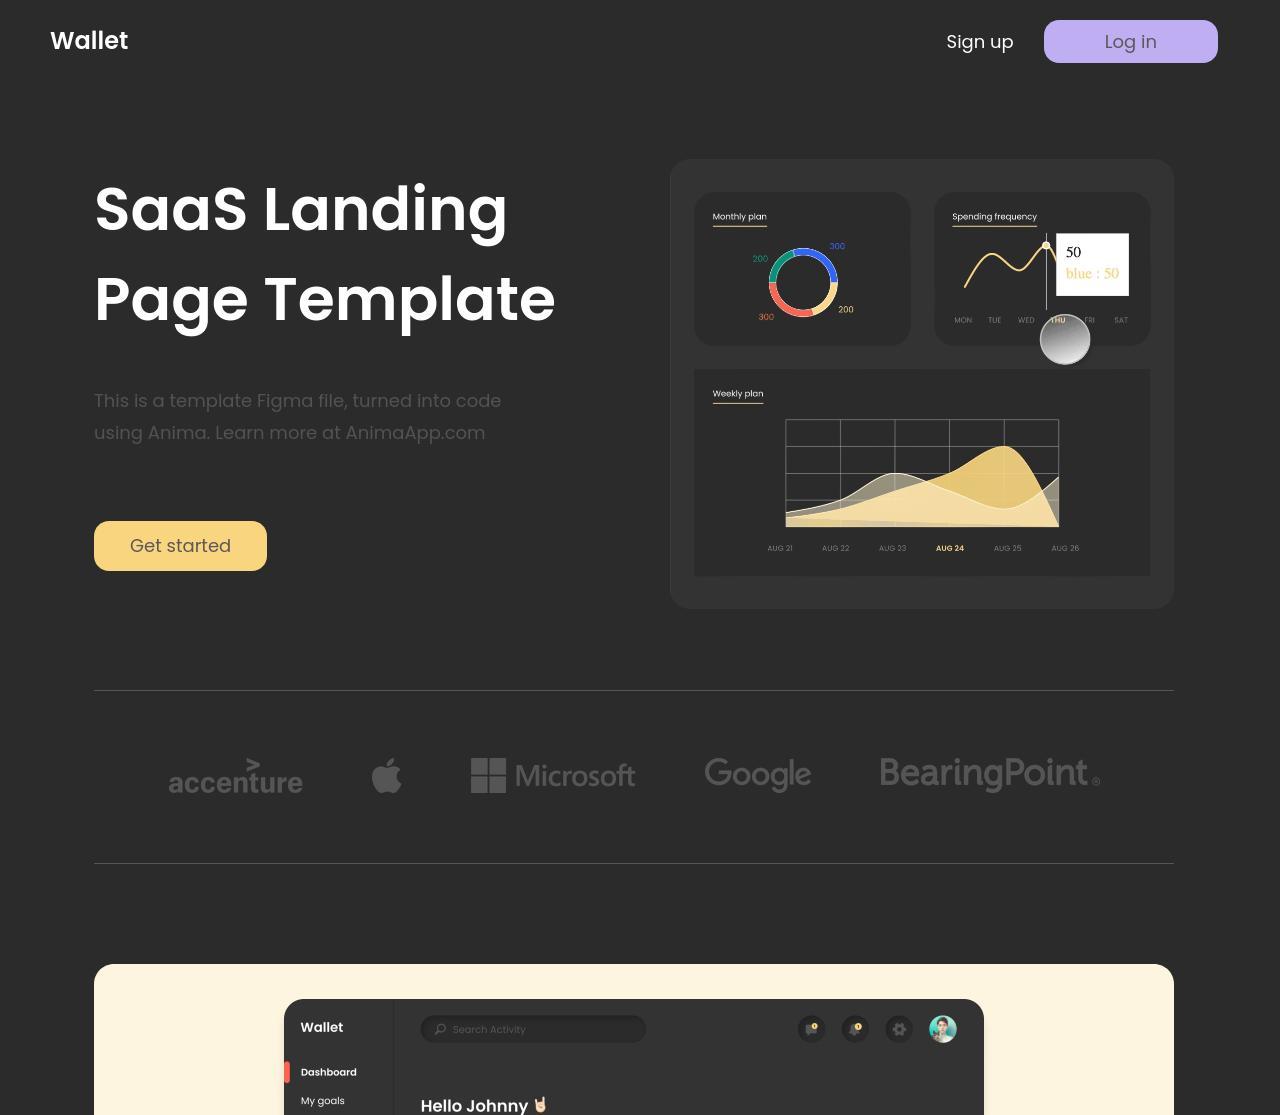 Wallet
Sign up
Log in
SaaS Landing
Page Template
This is a template Figma file, turned into code
using Anima. Learn more at AnimaApp.com
Get started
Monthly plan
300
200
300
200
Spending frequency
50
blue : 50
MON TUE WED THU FRI SAT
Weekly plan
AUG 21 AUG 22 AUG 23 AUG 24 AUG 25 AUG 26
accenture
Microsoft
Google
BearingPoint®
Wallet
Search Activity
Dashboard
My goals
Hello Johnny 🤘🏻